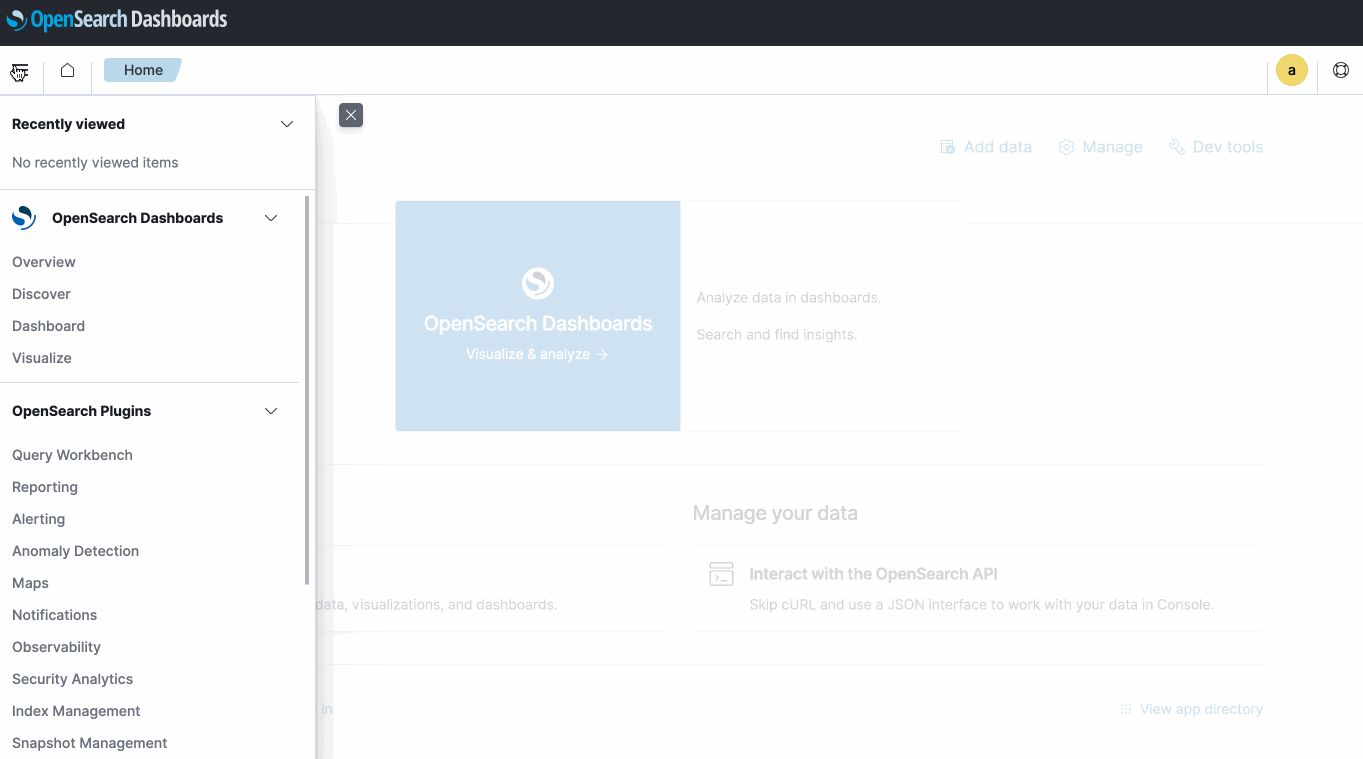 OpenSearch Dashboards
Home
a
Recently viewed
No recently viewed items
OpenSearch Dashboards
Overview
Discover
Dashboard
Visualize
OpenSearch Plugins
Query Workbench
Reporting
Alerting
Anomaly Detection
Maps
Notifications
Observability
Security Analytics
Index Management
Snapshot Management
Add data
Manage
Dev tools
OpenSearch Dashboards
Visualize & analyze →
Analyze data in dashboards.
Search and find insights.
Manage your data
data, visualizations, and dashboards.
Interact with the OpenSearch API
Skip cURL and use a JSON interface to work with your data in Console.
in
View app directory